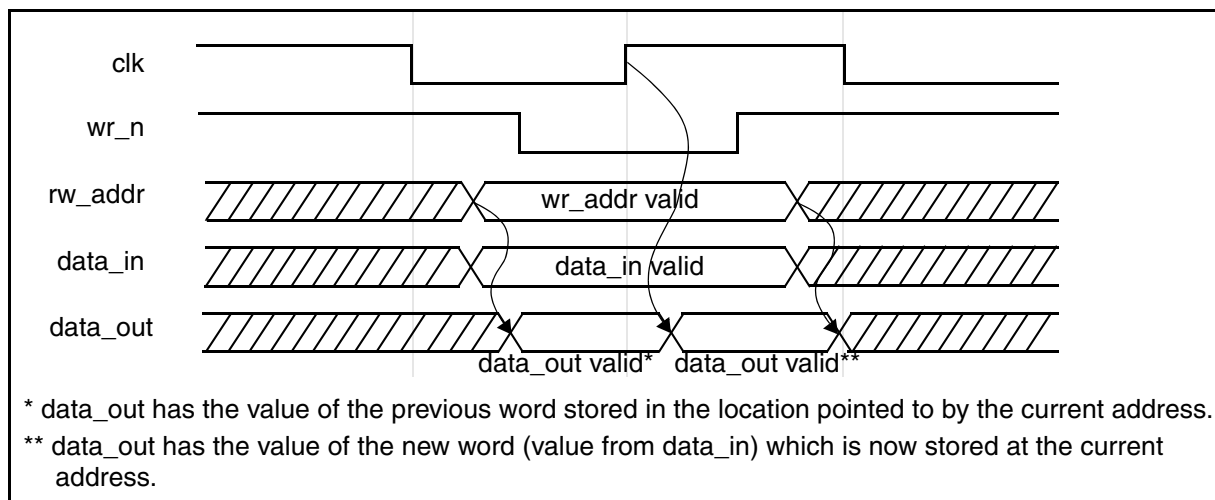 clk
wr_n
rw_addr
wr_addr valid
data_in
data_in valid
data_out
data_out valid* data_out valid**
* data_out has the value of the previous word stored in the location pointed to by the current address.
** data_out has the value of the new word (value from data_in) which is now stored at the current
address.